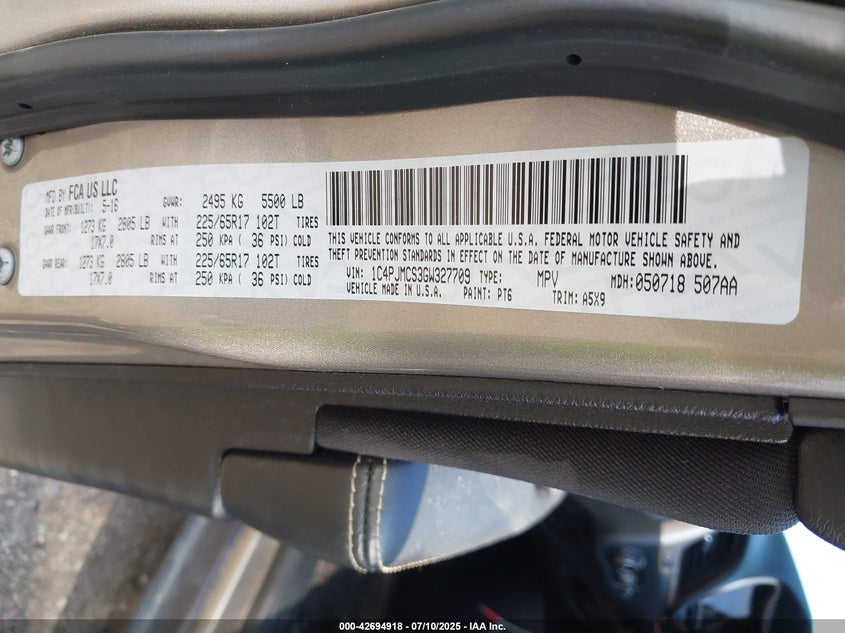 MFD BY FCA US LLC
DATE OF MFR(BUILT): 5-16 GVWR: 2495 KG 5500 LB
GAWR FRONT: 1273 KG 2805 LB WITH 225/65R17 102T TIRES
17X7.0 RIMS AT 250 KPA ( 36 PSI) COLD
GAWR REAR: 1273 KG 2805 LB WITH 225/65R17 102T TIRES
17X7.0 RIMS AT 250 KPA ( 36 PSI) COLD
THIS VEHICLE CONFORMS TO ALL APPLICABLE U.S.A. FEDERAL MOTOR VEHICLE SAFETY AND
THEFT PREVENTION STANDARDS IN EFFECT ON THE DATE OF MANUFACTURE SHOWN ABOVE.
VIN: 1C4PJMCS3GW327709 TYPE: MPV MDH: 050718 507AA
VEHICLE MADE IN U.S.A. PAINT: PT6 TRIM: A5X9
000-42694918 - 07/10/2025 - IAA Inc.